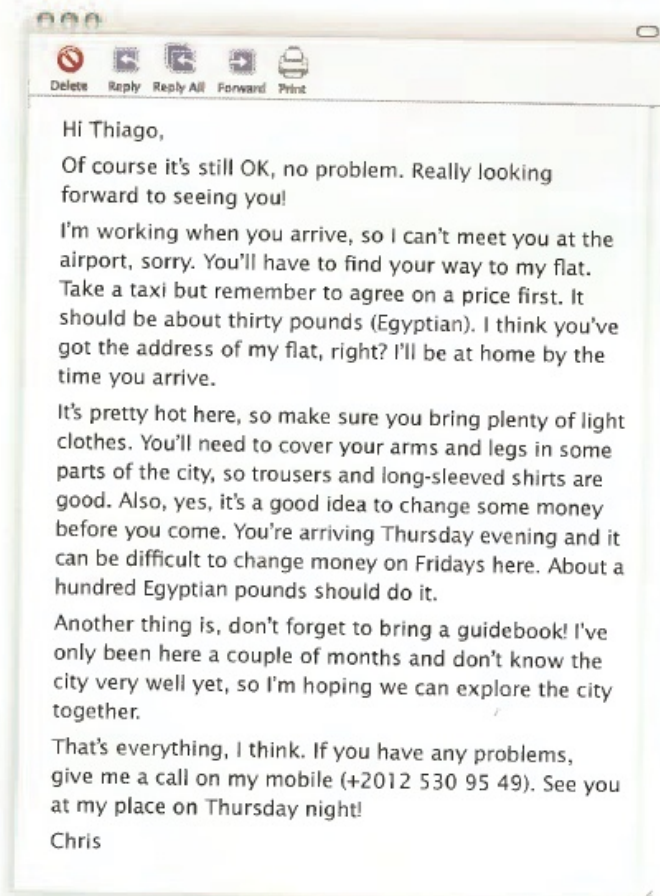 Delete Reply Reply All Forward Print
Hi Thiago,
Of course it's still OK, no problem. Really looking
forward to seeing you!
I'm working when you arrive, so I can't meet you at the
airport, sorry. You'll have to find your way to my flat.
Take a taxi but remember to agree on a price first. It
should be about thirty pounds (Egyptian). I think you've
got the address of my flat, right? I'll be at home by the
time you arrive.
It's pretty hot here, so make sure you bring plenty of light
clothes. You'll need to cover your arms and legs in some
parts of the city, so trousers and long-sleeved shirts are
good. Also, yes, it's a good idea to change some money
before you come. You're arriving Thursday evening and it
can be difficult to change money on Fridays here. About a
hundred Egyptian pounds should do it.
Another thing is, don't forget to bring a guidebook! I've
only been here a couple of months and don't know the
city very well yet, so I'm hoping we can explore the city
together.
That's everything, I think. If you have any problems,
give me a call on my mobile (+2012 530 95 49). See you
at my place on Thursday night!
Chris